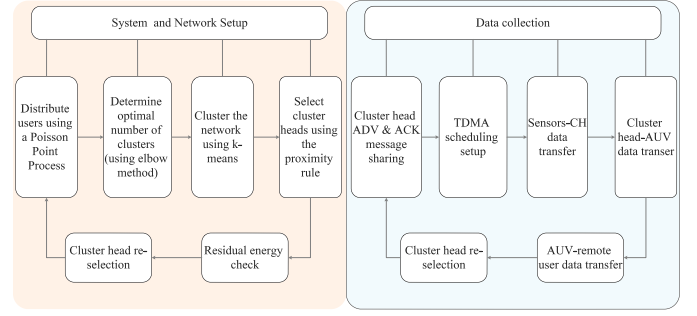 System and Network Setup
Distribute
users using
a Poisson
Point
Process
Determine
optimal
number of
clusters
(using elbow
method)
Cluster the
network
using k-
means
Select
cluster
heads using
the
proximity
rule
Cluster head re-
selection
Residual energy
check
Data collection
Cluster head
ADV & ACK
message
sharing
TDMA
scheduling
setup
Sensors-CH
data
transfer
Cluster
head-AUV
data transer
Cluster head re-
selection
AUV-remote
user data transfer